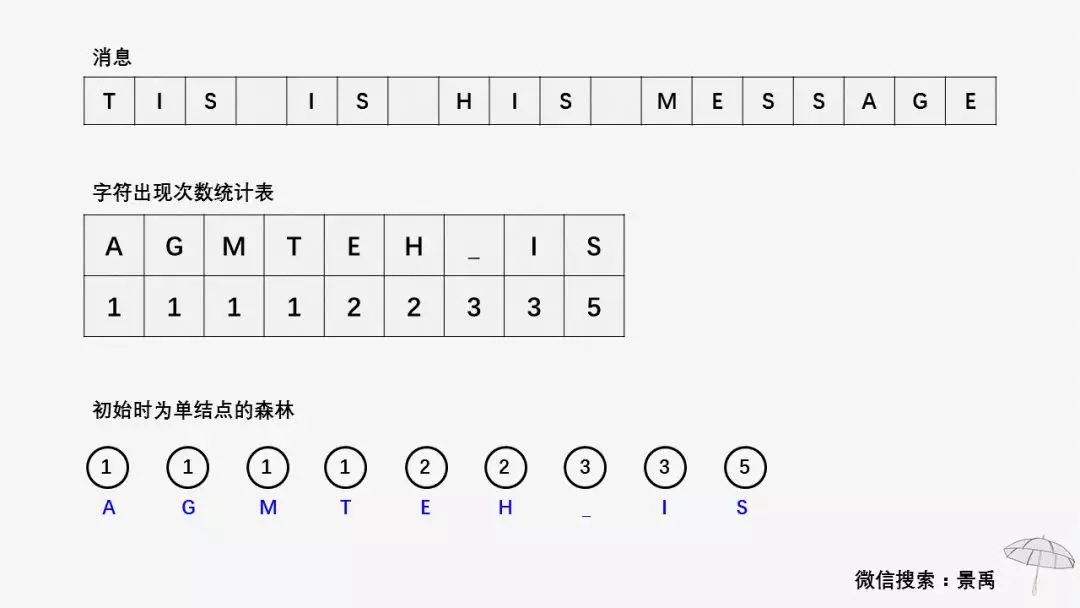 消息
T I S I S H I S M E S S A G E
字符出现次数统计表
A G M T E H _ I S
1 1 1 1 2 2 3 3 5
初始时为单结点的森林
1 1 1 1 2 2 3 3 5
A G M T E H _ I S
微信搜索：景禹